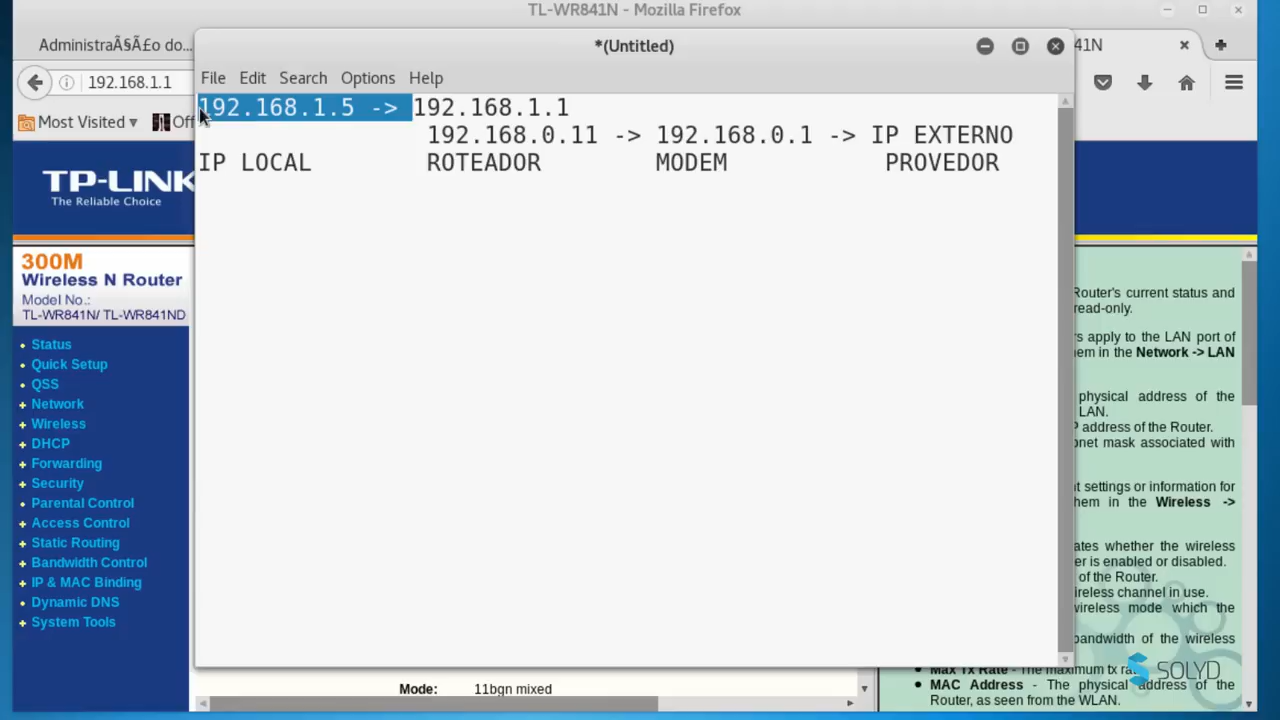 TL-WR841N - Mozilla Firefox
AdministraÃ§Ã£o do...
*(Untitled)
41N
192.168.1.1
File Edit Search Options Help
Most Visited
Off
192.168.1.5 -> 192.168.1.1
192.168.0.11 -> 192.168.0.1 -> IP EXTERNO
IP LOCAL ROTEADOR MODEM PROVEDOR
TP-LINK
The Reliable Choice
300M
Wireless N Router
Model No.:
TL-WR841N/ TL-WR841ND
Status
Quick Setup
QSS
Network
Wireless
DHCP
Forwarding
Security
Parental Control
Access Control
Static Routing
Bandwidth Control
IP & MAC Binding
Dynamic DNS
System Tools
Router's current status and
read-only.
rs apply to the LAN port of
em in the Network -> LAN
physical address of the
LAN.
P address of the Router.
bnet mask associated with
nt settings or information for
hem in the Wireless ->
ates whether the wireless
er is enabled or disabled.
of the Router.
ireless channel in use.
wireless mode which the
bandwidth of the wireless
Max Tx Rate - The maximum tx ra
MAC Address - The physical address of the
Router, as seen from the WLAN.
Mode: 11bgn mixed
SOLYD